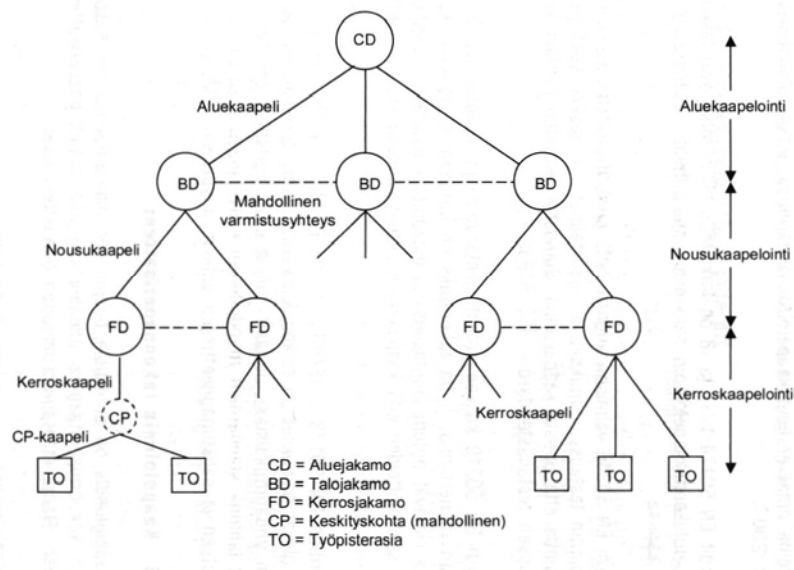 CD
Aluekaapeli
Aluekaapelointi
BD
BD
BD
Mahdollinen
varmistusyhteys
Nousukaapeli
Nousukaapelointi
FD
FD
FD
FD
Kerroskaapeli
CP
CP-kaapeli
Kerroskaapeli
Kerroskaapelointi
TO
TO
TO
TO
TO
CD = Aluejakamo
BD = Talojakamo
FD = Kerrosjakamo
CP = Keskityskohta (mahdollinen)
TO = Työpisterasia